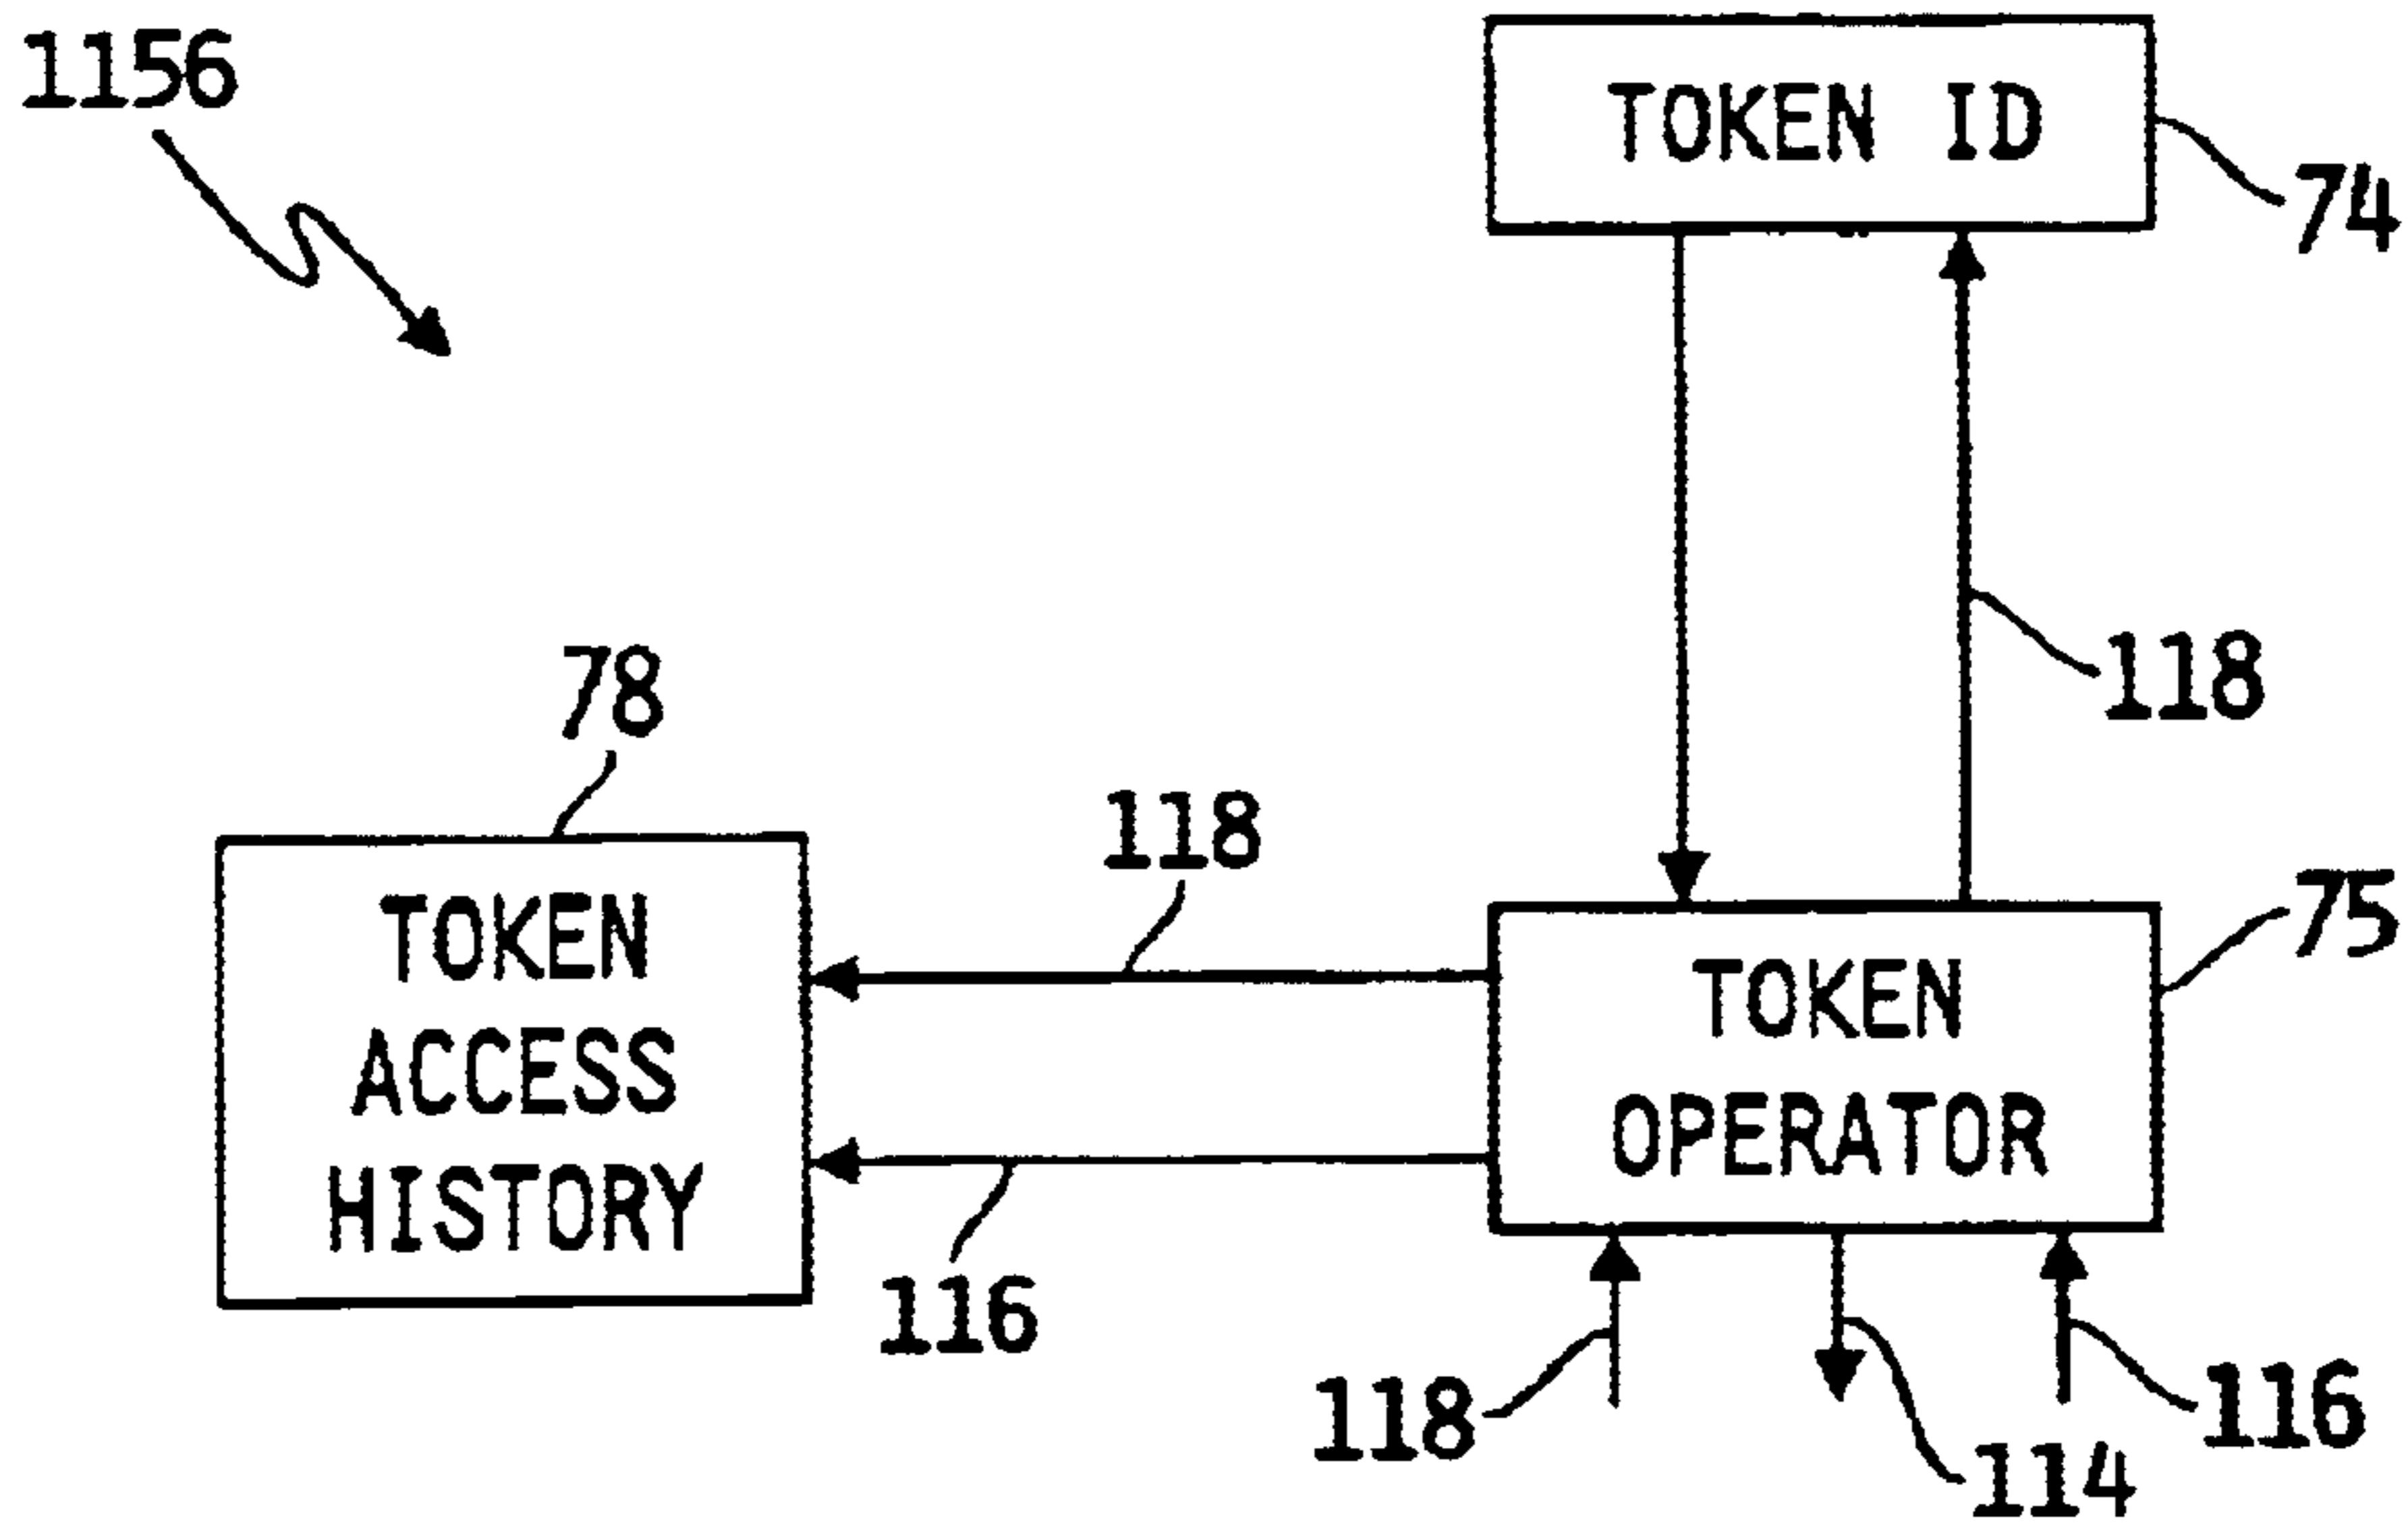 1156
TOKEN ID
74
118
78
118
75
TOKEN
ACCESS
HISTORY
TOKEN
OPERATOR
116
118
114
116